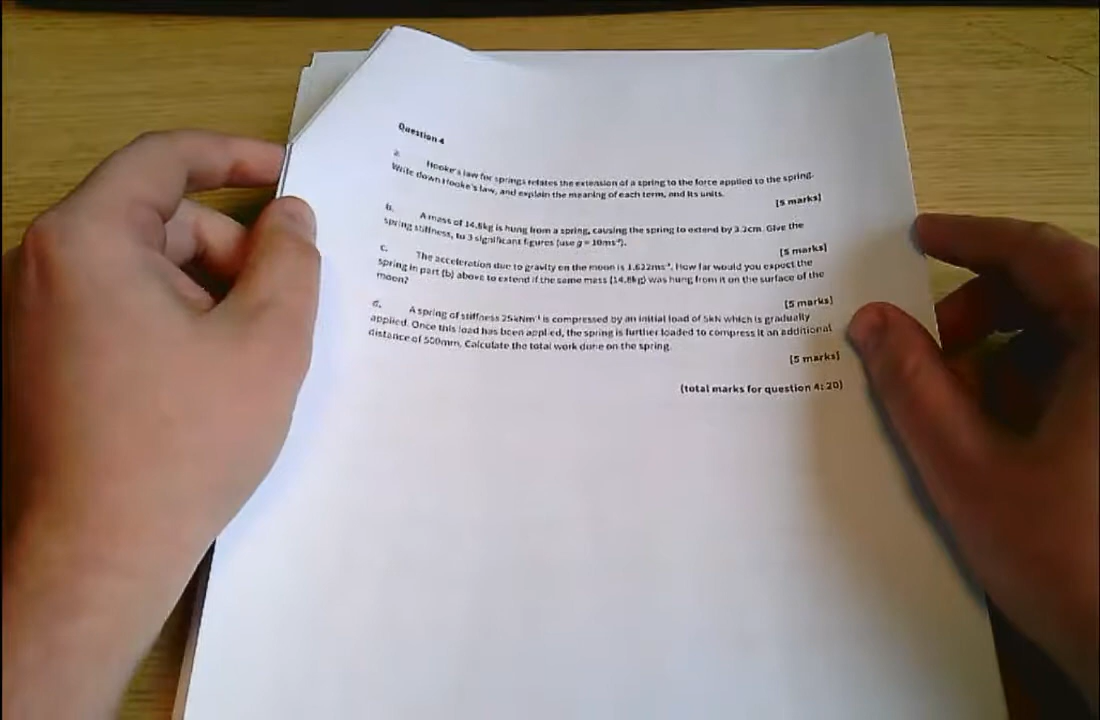 Question 4
a. Hooke's law for springs relates the extension of a spring to the force applied to the spring.
Write down Hooke's law, and explain the meaning of each term, and its units.
[5 marks]
b. A mass of 14.8kg is hung from a spring, causing the spring to extend by 3.2cm. Give the
spring stiffness, to 3 significant figures (use g = 10ms⁻²).
[5 marks]
c. The acceleration due to gravity on the moon is 1.622ms⁻². How far would you expect the
spring in part (b) above to extend if the same mass (14.8kg) was hung from it on the surface of the
moon?
[5 marks]
d. A spring of stiffness 25kNm⁻¹ is compressed by an initial load of 5kN which is gradually
applied. Once this load has been applied, the spring is further loaded to compress it an additional
distance of 500mm. Calculate the total work done on the spring.
[5 marks]
(total marks for question 4: 20)